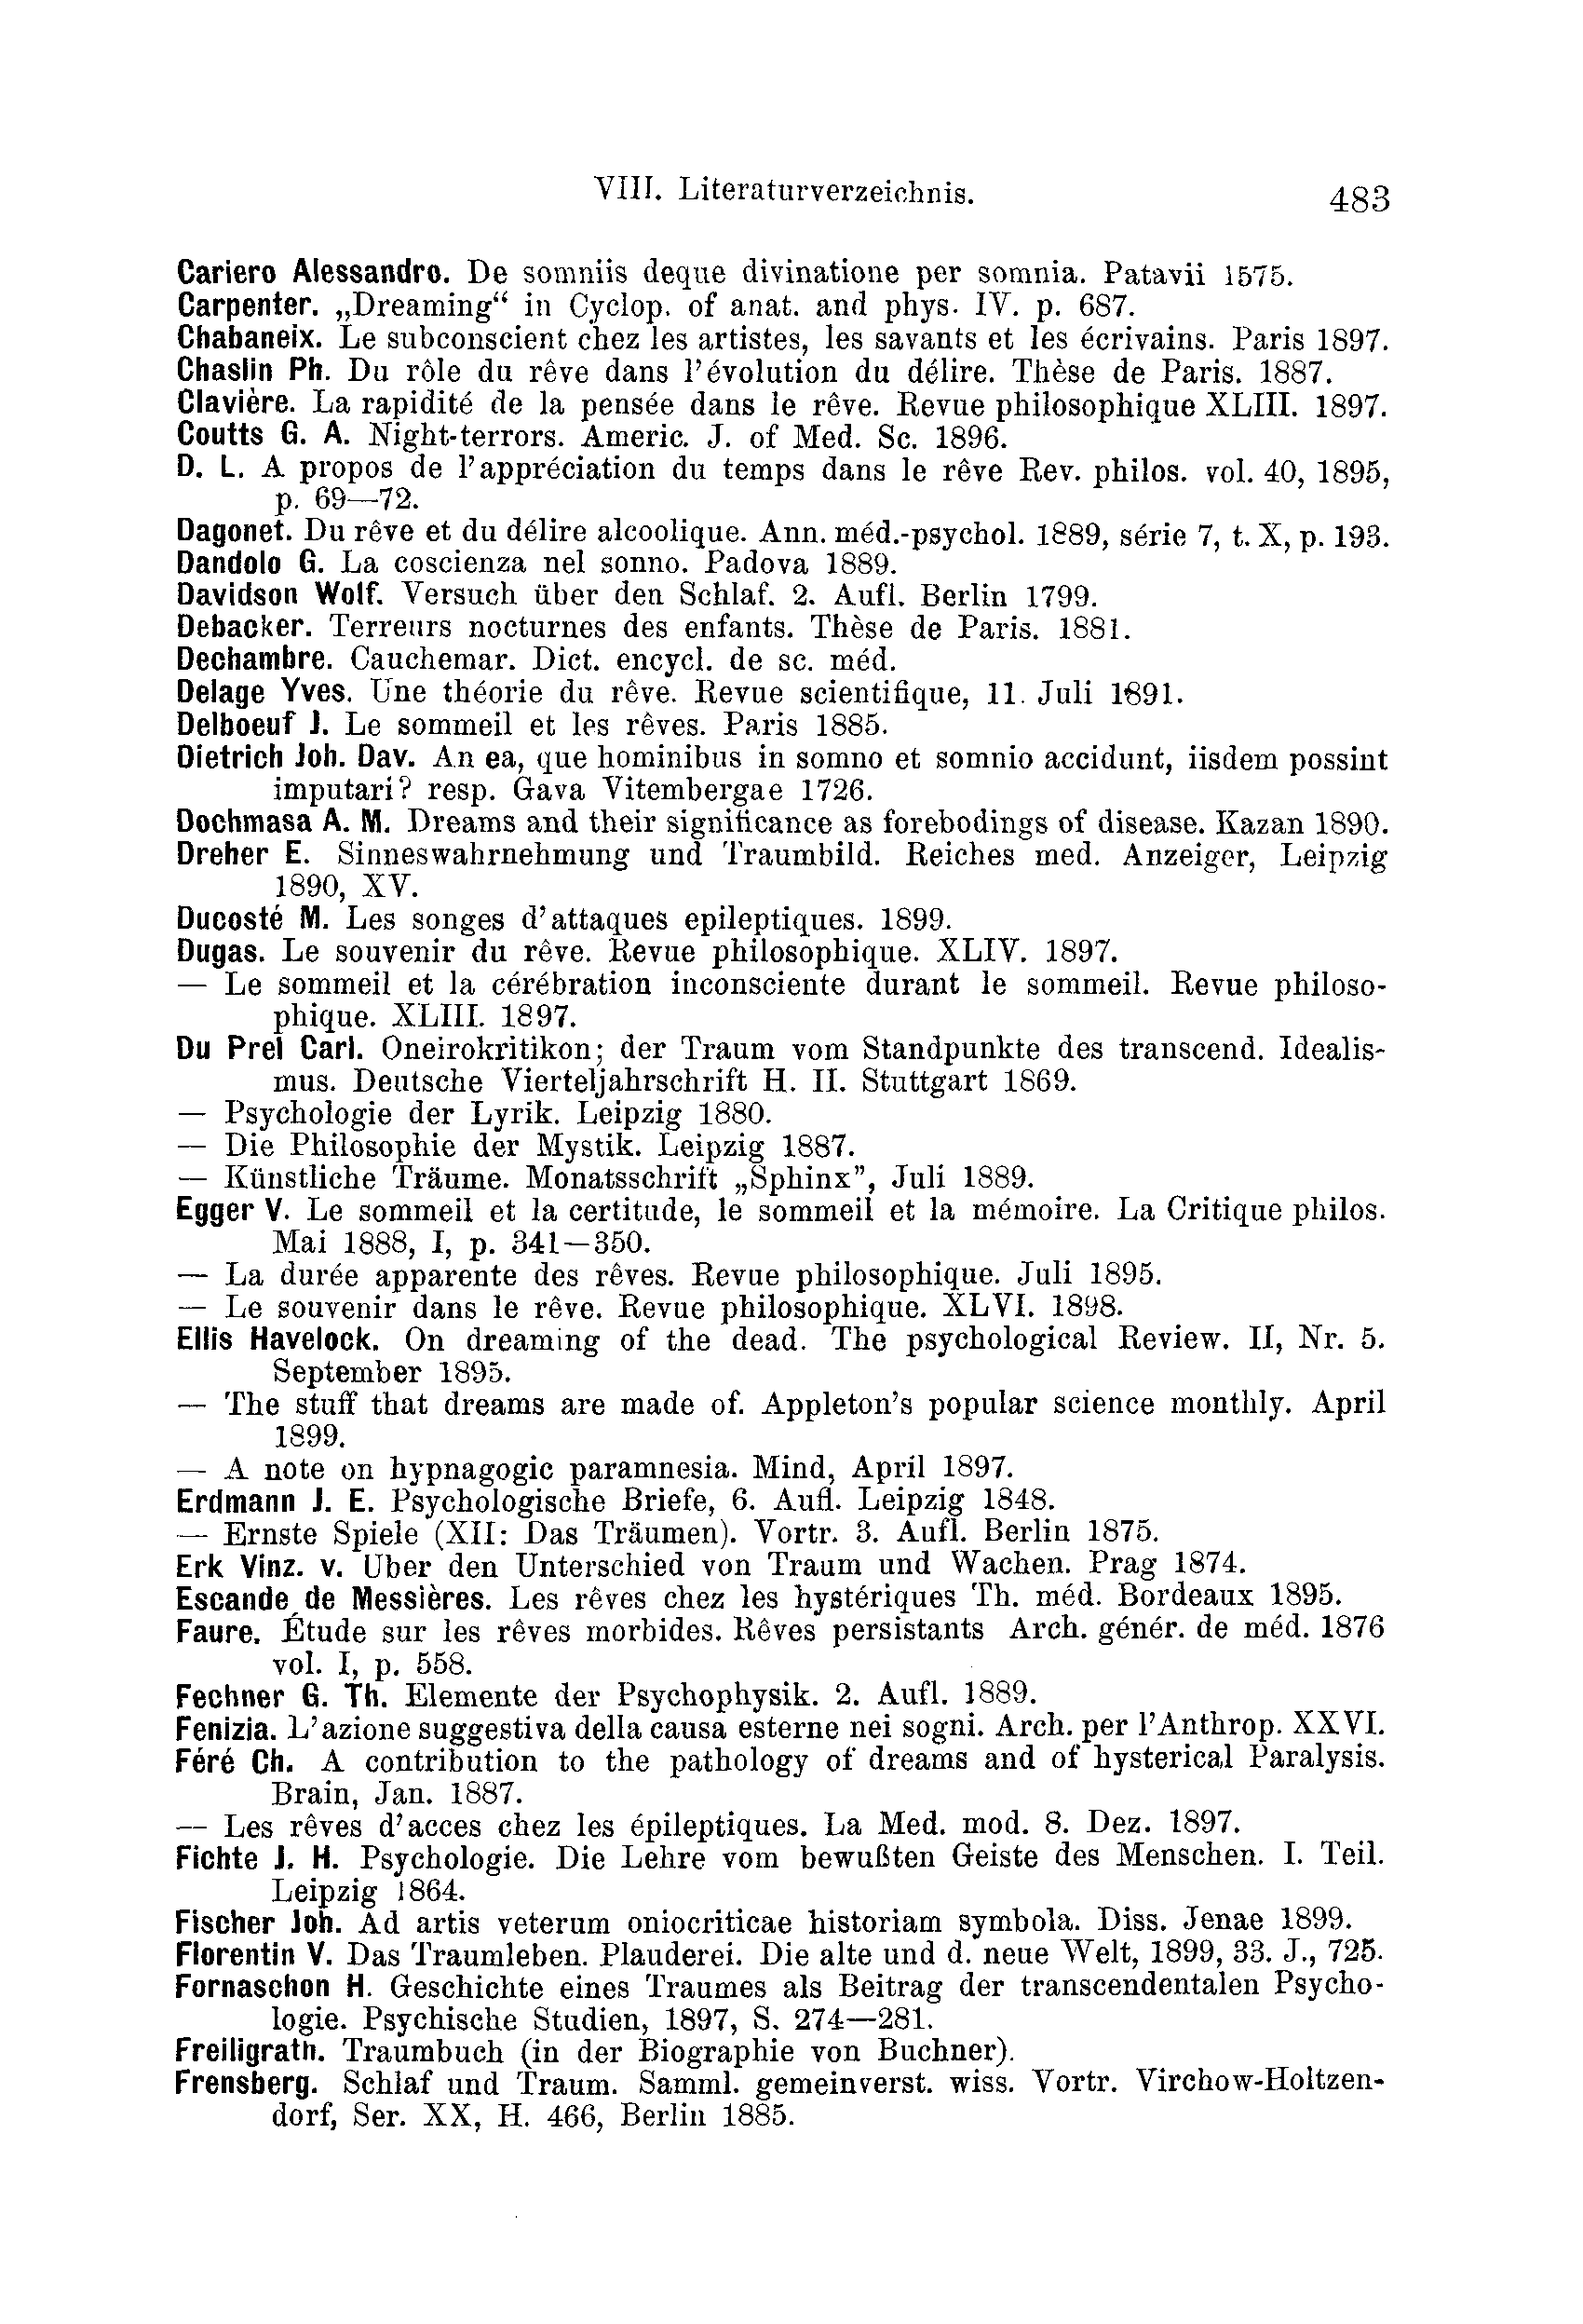 VIII. Literaturverzeichnis. 483
Cariero Alessandro. De somniis deque divinatione per somnia. Patavii 1575.
Carpenter. „Dreaming“ in Cyclop. of anat. and phys. IV. p. 687.
Chabaneix. Le subconscient chez les artistes, les savants et les écrivains. Paris 1897.
Chaslin Ph. Du rôle du rêve dans l'évolution du délire. Thèse de Paris. 1887.
Clavière. La rapidité de la pensée dans le rêve. Revue philosophique XLIII. 1897.
Coutts G. A. Night-terrors. Americ. J. of Med. Sc. 1896.
D. L. A propos de l'appréciation du temps dans le rêve Rev. philos. vol. 40, 1895,
p. 69—72.
Dagonet. Du rêve et du délire alcoolique. Ann. méd.-psychol. 1889, série 7, t. X, p. 193.
Dandolo G. La coscienza nel sonno. Padova 1889.
Davidson Wolf. Versuch über den Schlaf. 2. Aufl. Berlin 1799.
Debacker. Terreurs nocturnes des enfants. Thèse de Paris. 1881.
Dechambre. Cauchemar. Dict. encycl. de sc. méd.
Delage Yves. Une théorie du rêve. Revue scientifique, 11. Juli 1891.
Delboeuf J. Le sommeil et les rêves. Paris 1885.
Dietrich Joh. Dav. An ea, que hominibus in somno et somnio accidunt, iisdem possint
imputari? resp. Gava Vitembergae 1726.
Dochmasa A. M. Dreams and their significance as forebodings of disease. Kazan 1890.
Dreher E. Sinneswahrnehmung und Traumbild. Reiches med. Anzeiger, Leipzig
1890, XV.
Ducosté M. Les songes d'attaques epileptiques. 1899.
Dugas. Le souvenir du rêve. Revue philosophique. XLIV. 1897.
— Le sommeil et la cérébration inconsciente durant le sommeil. Revue philoso-
phique. XLIII. 1897.
Du Prel Carl. Oneirokritikon; der Traum vom Standpunkte des transcend. Idealis-
mus. Deutsche Vierteljahrschrift H. II. Stuttgart 1869.
— Psychologie der Lyrik. Leipzig 1880.
— Die Philosophie der Mystik. Leipzig 1887.
— Künstliche Träume. Monatsschrift „Sphinx”, Juli 1889.
Egger V. Le sommeil et la certitude, le sommeil et la mémoire. La Critique philos.
Mai 1888, I, p. 341—350.
— La durée apparente des rêves. Revue philosophique. Juli 1895.
— Le souvenir dans le rêve. Revue philosophique. XLVI. 1898.
Ellis Havelock. On dreaming of the dead. The psychological Review. II, Nr. 5.
September 1895.
— The stuff that dreams are made of. Appleton's popular science monthly. April
1899.
— A note on hypnagogic paramnesia. Mind, April 1897.
Erdmann J. E. Psychologische Briefe, 6. Aufl. Leipzig 1848.
— Ernste Spiele (XII: Das Träumen). Vortr. 3. Aufl. Berlin 1875.
Erk Vinz. v. Uber den Unterschied von Traum und Wachen. Prag 1874.
Escande de Messières. Les rêves chez les hystériques Th. méd. Bordeaux 1895.
Faure. Étude sur les rêves morbides. Rêves persistants Arch. génér. de méd. 1876
vol. I, p. 558.
Fechner G. Th. Elemente der Psychophysik. 2. Aufl. 1889.
Fenizia. L'azione suggestiva della causa esterne nei sogni. Arch. per l'Anthrop. XXVI.
Féré Ch. A contribution to the pathology of dreams and of hysterical Paralysis.
Brain, Jan. 1887.
— Les rêves d'acces chez les épileptiques. La Med. mod. 8. Dez. 1897.
Fichte J. H. Psychologie. Die Lehre vom bewußten Geiste des Menschen. I. Teil.
Leipzig 1864.
Fischer Joh. Ad artis veterum oniocriticae historiam symbola. Diss. Jenae 1899.
Florentin V. Das Traumleben. Plauderei. Die alte und d. neue Welt, 1899, 33. J., 725.
Fornaschon H. Geschichte eines Traumes als Beitrag der transcendentalen Psycho-
logie. Psychische Studien, 1897, S. 274—281.
Freiligrath. Traumbuch (in der Biographie von Buchner).
Frensberg. Schlaf und Traum. Samml. gemeinverst. wiss. Vortr. Virchow-Holtzen-
dorf, Ser. XX, H. 466, Berlin 1885.